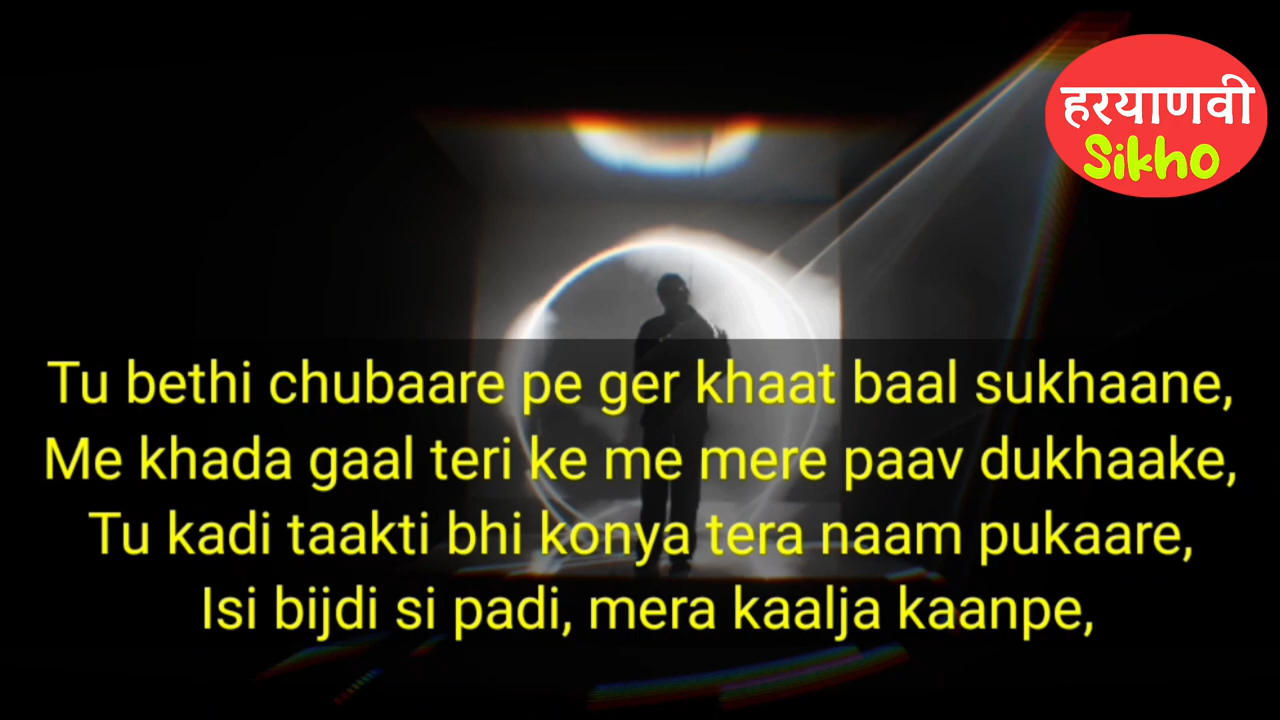 हरयाणवी
Sikho
Tu bethi chubaare pe ger khaat baal sukhaane,
Me khada gaal teri ke me mere paav dukhaake,
Tu kadi taakti bhi konya tera naam pukaare,
Isi bijdi si padi, mera kaalja kaanpe,